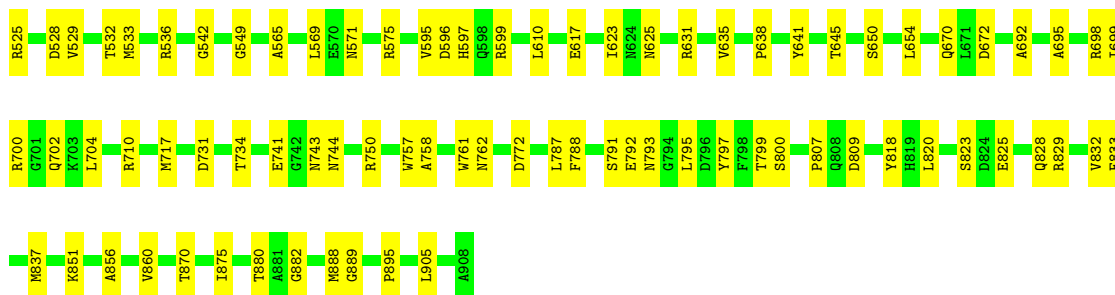 R525 D528 V529 T532 M533 R536 G542 G549 A565 L569 E570 N571 R575 V595 D596 H597 Q598 R599 L610 E617 I623 N624 N625 R631 V635 P638 Y641 T645 S650 L654 Q670 L671 D672 A692 A695 R698 I699
R700 G701 Q702 K703 L704 R710 M717 D731 T734 E741 G742 N743 N744 R750 W757 A758 W761 N762 D772 L787 F788 S791 E792 N793 G794 L795 D796 Y797 F798 T799 S800 P807 Q808 D809 Y818 H819 L820 S823 D824 E825 Q828 R829 V832
M837 K851 A856 V860 T870 I875 T880 A881 G882 M888 G889 P895 L905 A908